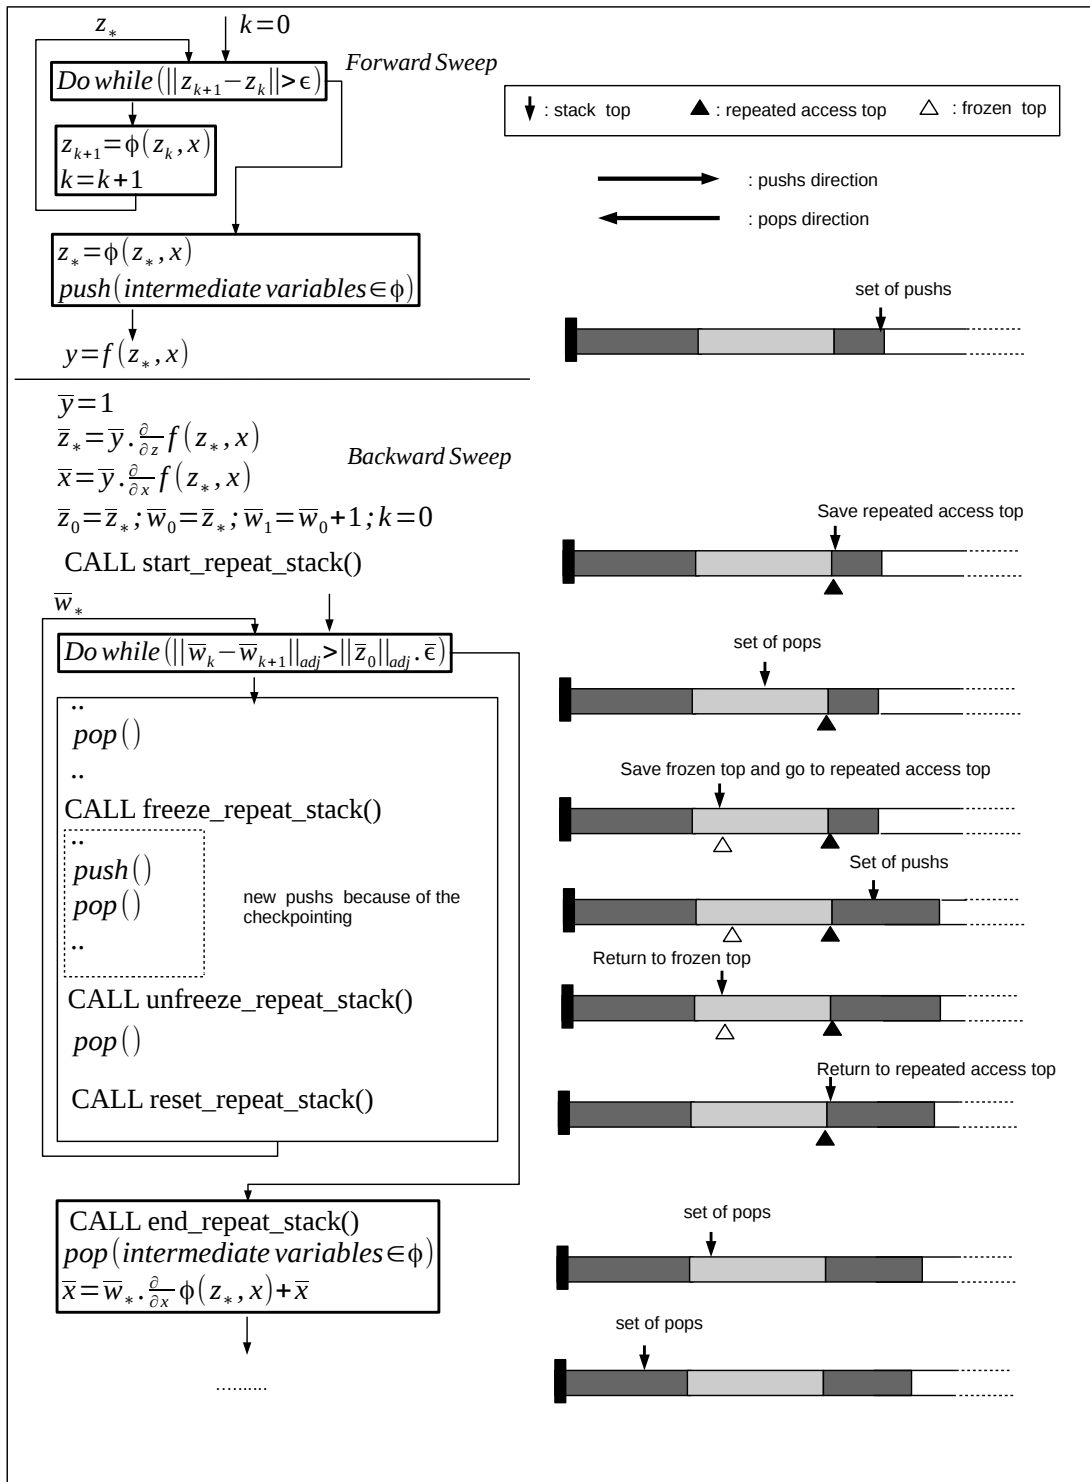 z_*
k=0
Forward Sweep
Do while(||z_{k+1}−z_k||>ϵ)
z_{k+1}=ϕ(z_k,x)
k=k+1
z_*=ϕ(z_*,x)
push(intermediate variables∈ϕ)
y=f(z_*,x)
: stack top
: repeated access top
: frozen top
: pushs direction
: pops direction
set of pushs
y̅=1
z̅_*=y̅.∂/∂z f(z_*,x)
x̅=y̅.∂/∂x f(z_*,x)
Backward Sweep
z̅_0=z̅_*;w̅_0=z̅_*;w̅_1=w̅_0+1;k=0
CALL start_repeat_stack()
Save repeated access top
w̅_*
Do while(||w̅_k−w̅_{k+1}||_{adj}>||z̅_0||_{adj}.ϵ̅)
set of pops
..
pop()
..
CALL freeze_repeat_stack()
Save frozen top and go to repeated access top
..
push()
pop()
..
new pushs because of the
checkpointing
Set of pushs
CALL unfreeze_repeat_stack()
Return to frozen top
pop()
CALL reset_repeat_stack()
Return to repeated access top
CALL end_repeat_stack()
pop(intermediate variables∈ϕ)
x̅=w̅_*.∂/∂x ϕ(z_*,x)+x̅
set of pops
set of pops
..........